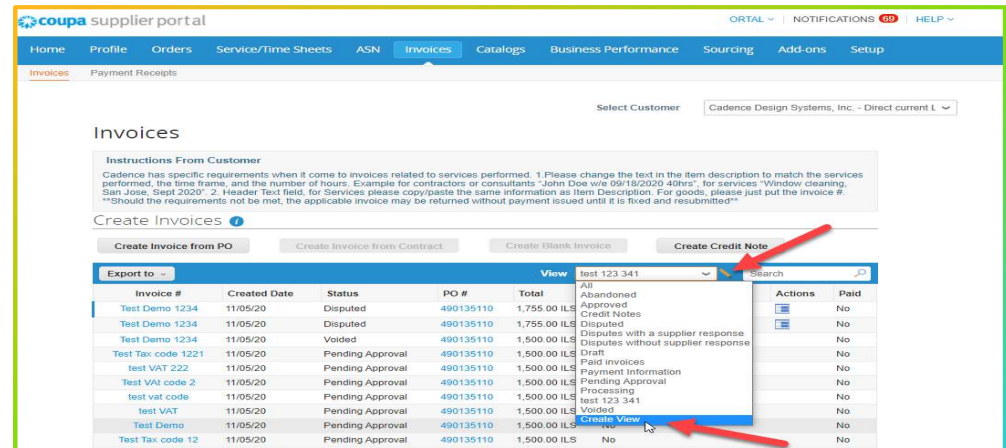 coupa supplier portal
ORTAL NOTIFICATIONS 69 HELP
Home Profile Orders Service/Time Sheets ASN Invoices Catalogs Business Performance Sourcing Add-ons Setup
Invoices Payment Receipts
Select Customer Cadence Design Systems, Inc. - Direct current L
Invoices
Instructions From Customer
Cadence has specific requirements when it come to invoices related to services performed. 1.Please change the text in the item description to match the services
performed, the time frame, and the number of hours. Example for contractors or consultants "John Doe w/e 09/18/2020 40hrs", for services "Window cleaning,
San Jose, Sept 2020". 2. Header Text field, for Services please copy/paste the same information as Item Description. For goods, please just put the invoice #.
**Should the requirements not be met, the applicable invoice may be returned without payment issued until it is fixed and resubmitted**
Create Invoices i
Create Invoice from PO Create Invoice from Contract Create Blank Invoice Create Credit Note
Export to View test 123 341 Search
Invoice # Created Date Status PO # Total Actions Paid
Test Demo 1234 11/05/20 Disputed 490135110 1,755.00 ILS No
Test Demo 1234 11/05/20 Disputed 490135110 1,755.00 ILS No
Test Demo 1234 11/05/20 Voided 490135110 1,500.00 ILS No
Test Tax code 1221 11/05/20 Pending Approval 490135110 1,500.00 ILS No
test VAT 222 11/05/20 Pending Approval 490135110 1,500.00 ILS No
Test VAt code 2 11/05/20 Pending Approval 490135110 1,500.00 ILS No
test vat code 11/05/20 Pending Approval 490135110 1,500.00 ILS No
test VAT 11/05/20 Pending Approval 490135110 1,500.00 ILS No
Test Demo 11/05/20 Pending Approval 490135110 1,500.00 ILS No No
Test Tax code 12 11/05/20 Pending Approval 490135110 1,500.00 ILS No No
All
Abandoned
Approved
Credit Notes
Disputed
Disputes with a supplier response
Disputes without supplier response
Draft
Paid invoices
Payment Information
Pending Approval
Processing
test 123 341
Voided
Create View